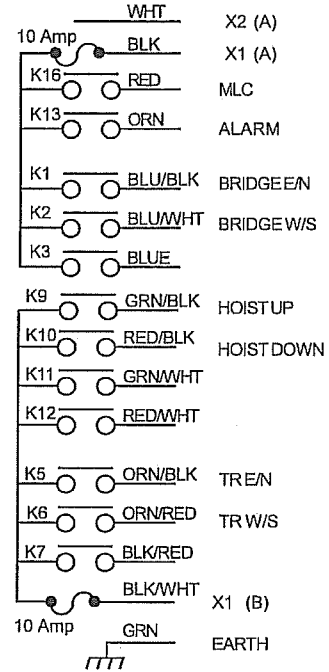 WHT X2 (A)
10 Amp BLK X1 (A)
K16 RED MLC
K13 ORN ALARM
K1 BLU/BLK BRIDGE E/N
K2 BLU/WHT BRIDGE W/S
K3 BLUE
K9 GRN/BLK HOIST UP
K10 RED/BLK HOIST DOWN
K11 GRN/WHT
K12 RED/WHT
K5 ORN/BLK TR E/N
K6 ORN/RED TR W/S
K7 BLK/RED
BLK/WHT X1 (B)
10 Amp
GRN EARTH